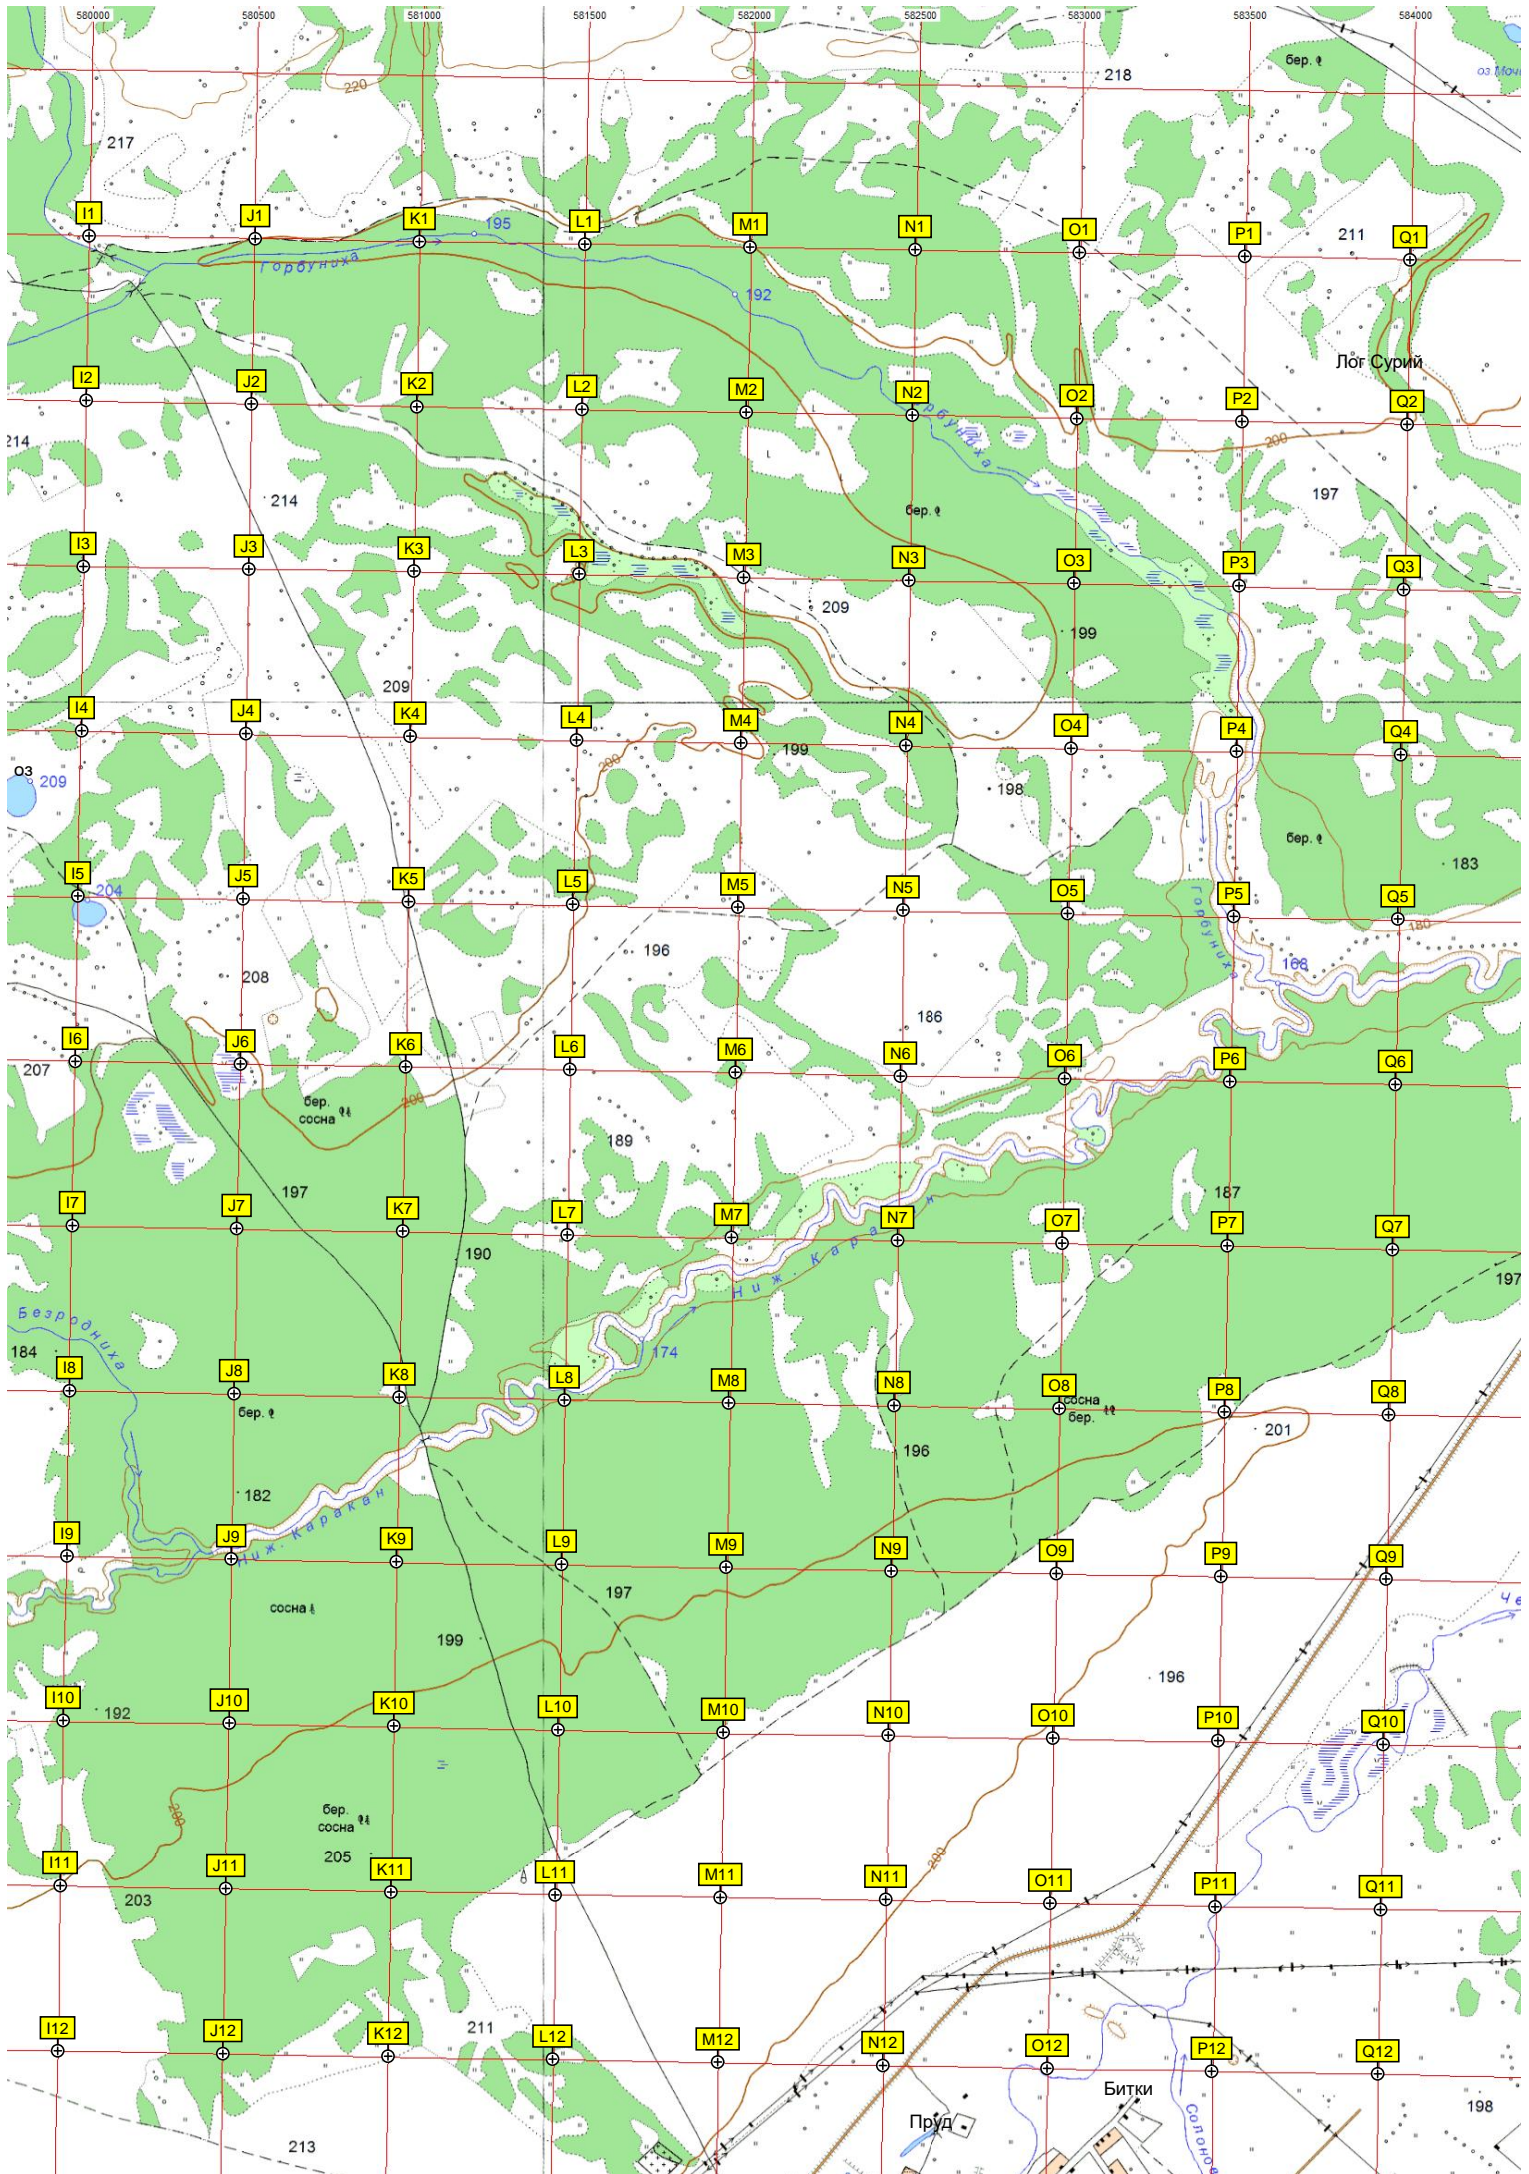 580000 580500 581000 581500 582000 582500 583000 583500 584000
бер.
218
220
217
I1 J1 K1 195 L1 M1 N1 O1 P1 211 Q1
Горбуниха
192
Лог Сурий
I2 J2 K2 L2 M2 N2 O2 P2 Q2
214
200
197
214
бер.
I3 J3 K3 L3 M3 N3 O3 P3 Q3
209
199
209
I4 J4 K4 L4 M4 N4 O4 P4 Q4
199
200
оз
209
198
бер.
183
I5 J5 K5 L5 M5 N5 O5 P5 Q5
204
Горбуниха
180
196
168
208
186
I6 J6 K6 L6 M6 N6 O6 P6 Q6
207
бер.
сосна
200
189
197
187
I7 J7 K7 L7 M7 N7 O7 P7 Q7
190
Ниж. Каракан
197
Безродниха
184
174
I8 J8 K8 L8 M8 N8 O8 P8 Q8
бер.
сосна
бер.
201
196
182
Ниж. Каракан
I9 J9 K9 L9 M9 N9 O9 P9 Q9
197
сосна
199
196
I10 J10 K10 L10 M10 N10 O10 P10 Q10
192
200
бер.
сосна
205
200
I11 J11 K11 L11 M11 N11 O11 P11 Q11
203
I12 J12 K12 211 L12 M12 N12 O12 P12 Q12
Битки
Пруд
198
213